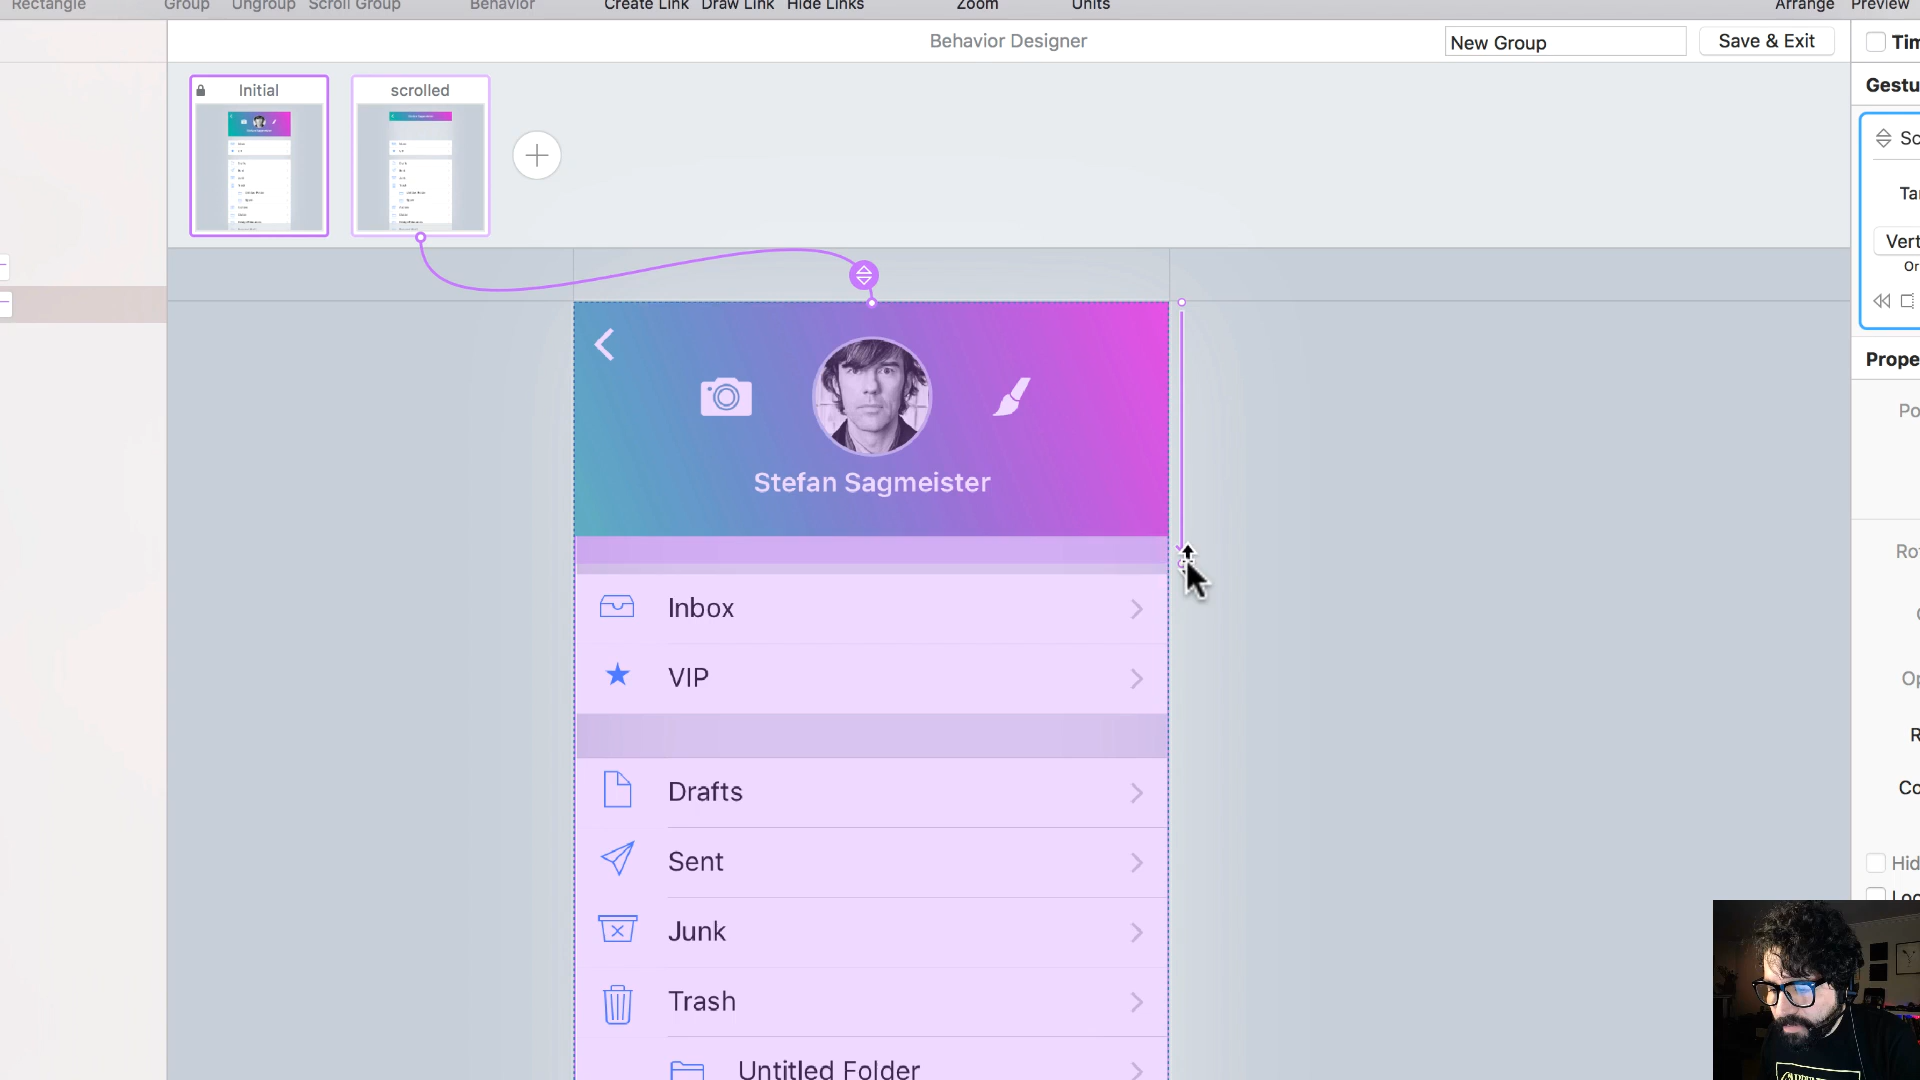 Rectangle Group Ungroup Scroll Group Behavior Create Link Draw Link Hide Links Zoom Units Arrange Preview
Behavior Designer
New Group
Save & Exit
Initial
scrolled
Stefan Sagmeister
Inbox
VIP
Drafts
Sent
Junk
Trash
Untitled Folder
Tim
Gestu
Sc
Tar
Vert
Or
Prope
Po
Rot
Op
R
Co
Hid